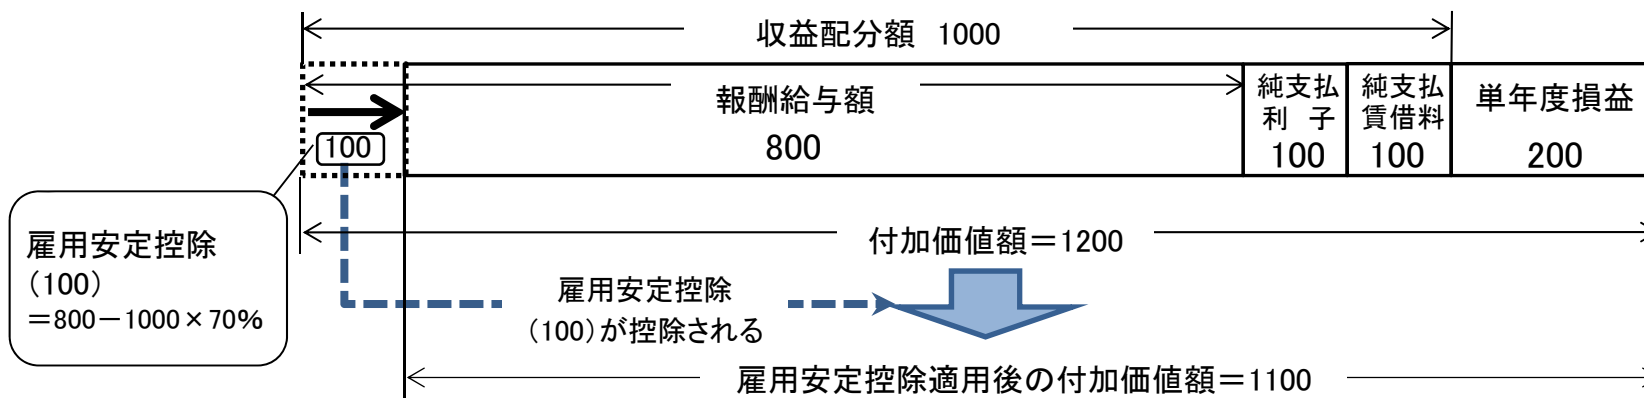 収益配分額 1000
報酬給与額
800
純支払
利 子
100
純支払
賃借料
100
単年度損益
200
100
雇用安定控除
(100)
=800-1000×70%
付加価値額=1200
雇用安定控除
(100)が控除される
雇用安定控除適用後の付加価値額=1100